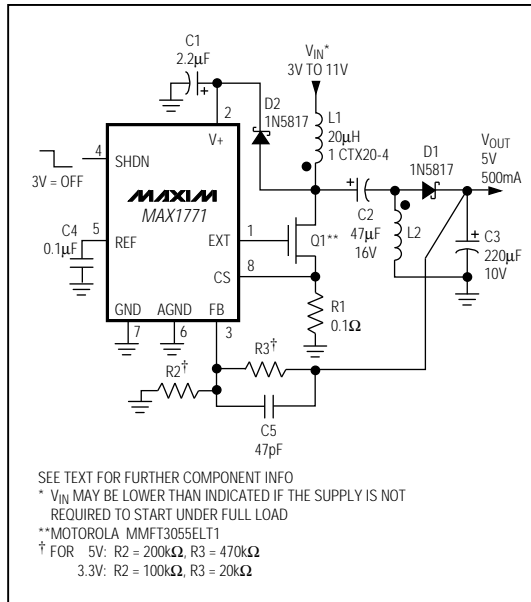 C1
2.2µF
VIN*
3V TO 11V
2
D2
1N5817
L1
20µH
1 CTX20-4
V+
D1
1N5817
VOUT
5V
500mA
4
SHDN
3V = OFF
MAXIM
MAX1771
C2
47µF
16V
L2
C3
220µF
10V
C4
0.1µF
5
REF
EXT
1
Q1**
CS
8
R1
0.1Ω
GND
AGND
FB
7
6
3
R2†
R3†
C5
47pF
SEE TEXT FOR FURTHER COMPONENT INFO
* VIN MAY BE LOWER THAN INDICATED IF THE SUPPLY IS NOT
REQUIRED TO START UNDER FULL LOAD
**MOTOROLA MMFT3055ELT1
† FOR 5V: R2 = 200kΩ, R3 = 470kΩ
3.3V: R2 = 100kΩ, R3 = 20kΩ